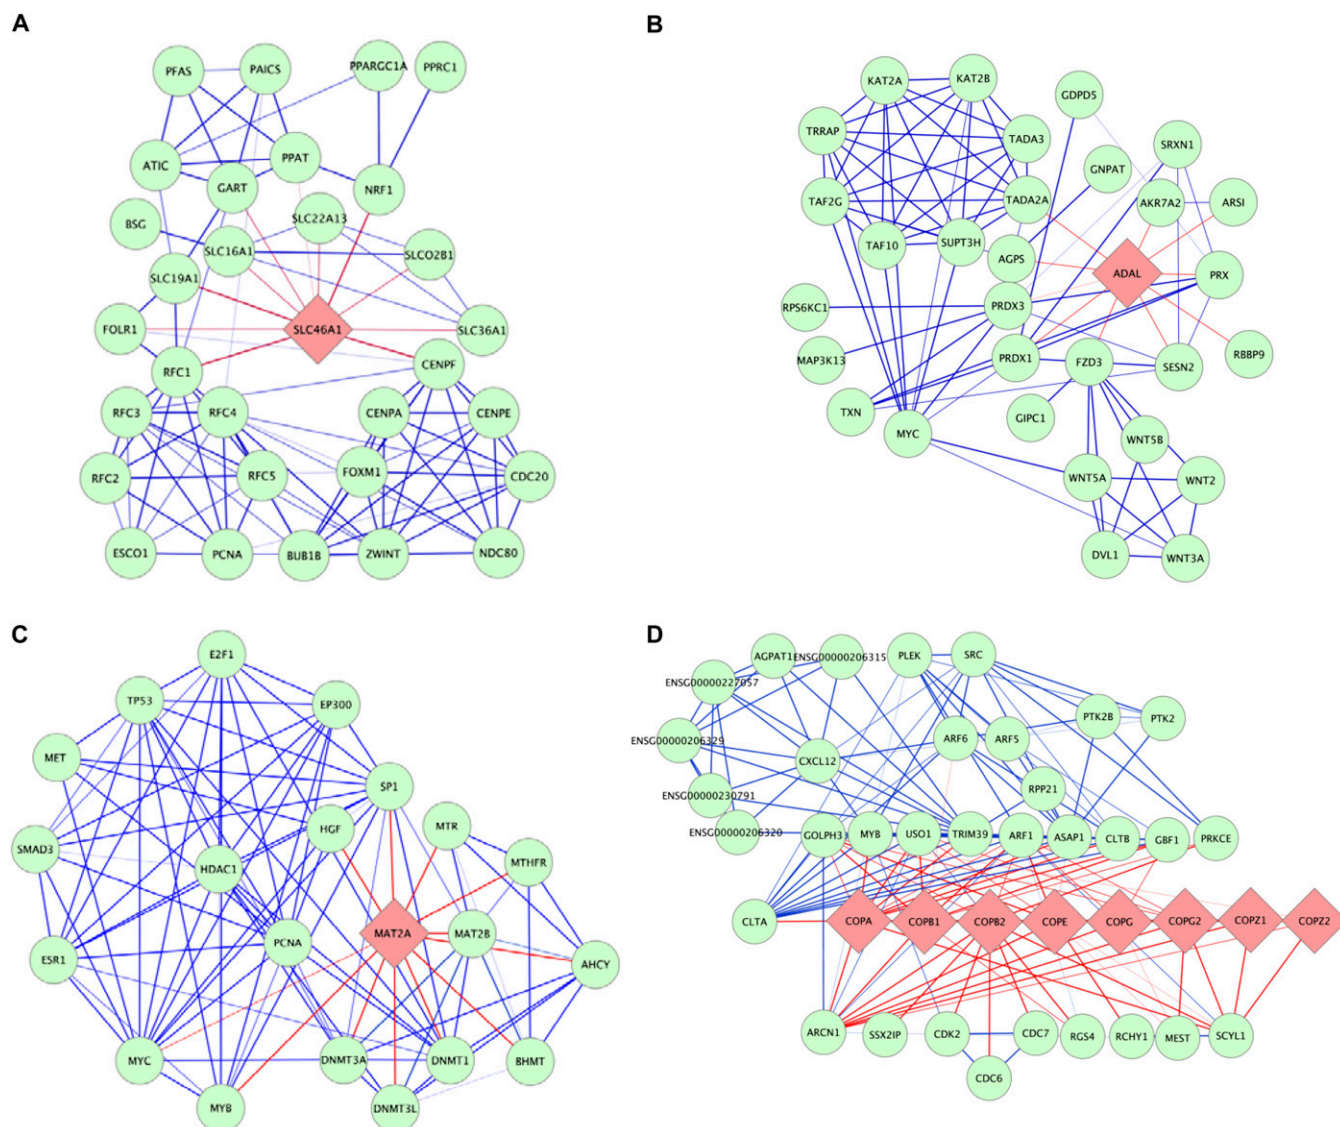 A
PFAS
PAICS
PPARGC1A
PPRC1
ATIC
PPAT
GART
NRF1
BSG
SLC22A13
SLC16A1
SLCO2B1
SLC19A1
FOLR1
SLC46A1
SLC36A1
RFC1
CENPF
RFC3
RFC4
CENPA
CENPE
RFC2
RFC5
FOXM1
CDC20
ESCO1
PCNA
BUB1B
ZWINT
NDC80
B
KAT2A
KAT2B
GDPD5
TRRAP
TADA3
SRXN1
GNPAT
TAF2G
TADA2A
AKR7A2
ARSI
TAF10
SUPT3H
AGPS
ADAL
PRX
RPS6KC1
PRDX3
MAP3K13
PRDX1
FZD3
SESN2
RBBP9
TXN
MYC
GIPC1
WNT5B
WNT5A
WNT2
DVL1
WNT3A
C
E2F1
TP53
EP300
MET
SP1
HGF
MTR
SMAD3
HDAC1
MTHFR
PCNA
MAT2A
MAT2B
ESR1
AHCY
MYC
DNMT3A
DNMT1
BHMT
MYB
DNMT3L
D
AGPAT1
ENSG00000206315
PLEK
SRC
ENSG00000227057
PTK2B
PTK2
ENSG00000206329
ARF6
ARF5
CXCL12
ENSG00000230791
RPP21
ENSG00000206320
GOLPH3
MYB
USO1
TRIM39
ARF1
ASAP1
CLTB
GBF1
PRKCE
CLTA
COPA
COPB1
COPB2
COPE
COPG
COPG2
COPZ1
COPZ2
ARCN1
SSX2IP
CDK2
CDC7
RGS4
RCHY1
MEST
SCYL1
CDC6